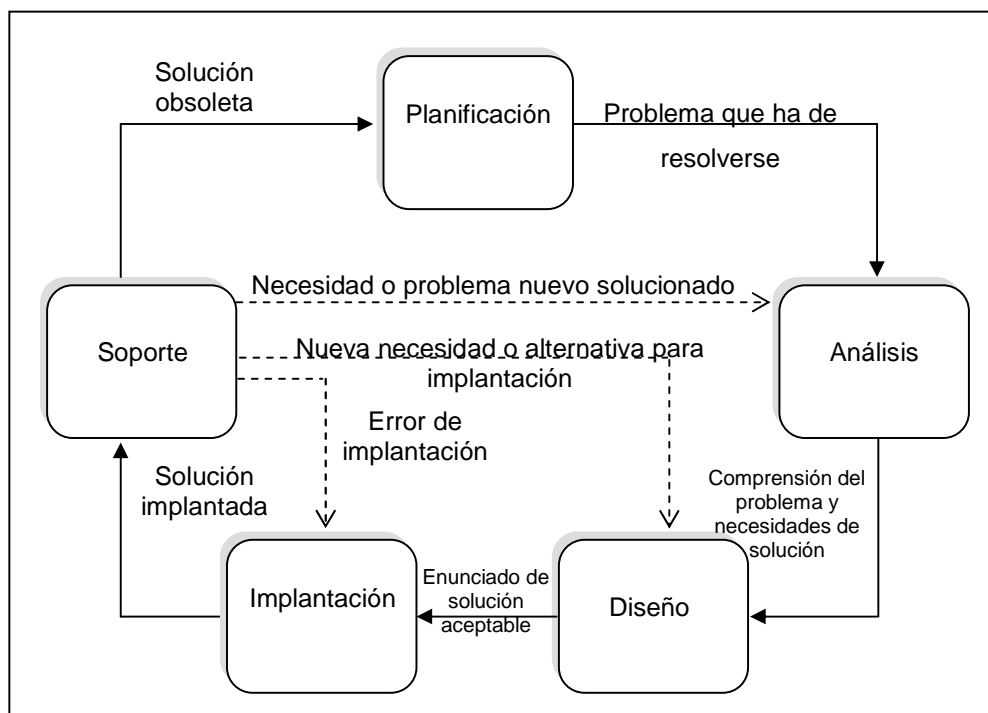 Solución
obsoleta
Planificación
Problema que ha de
resolverse
Necesidad o problema nuevo solucionado
Soporte
Nueva necesidad o alternativa para
implantación
Análisis
Error de
implantación
Solución
implantada
Comprensión del
problema y
necesidades de
solución
Implantación
Enunciado de
solución
aceptable
Diseño